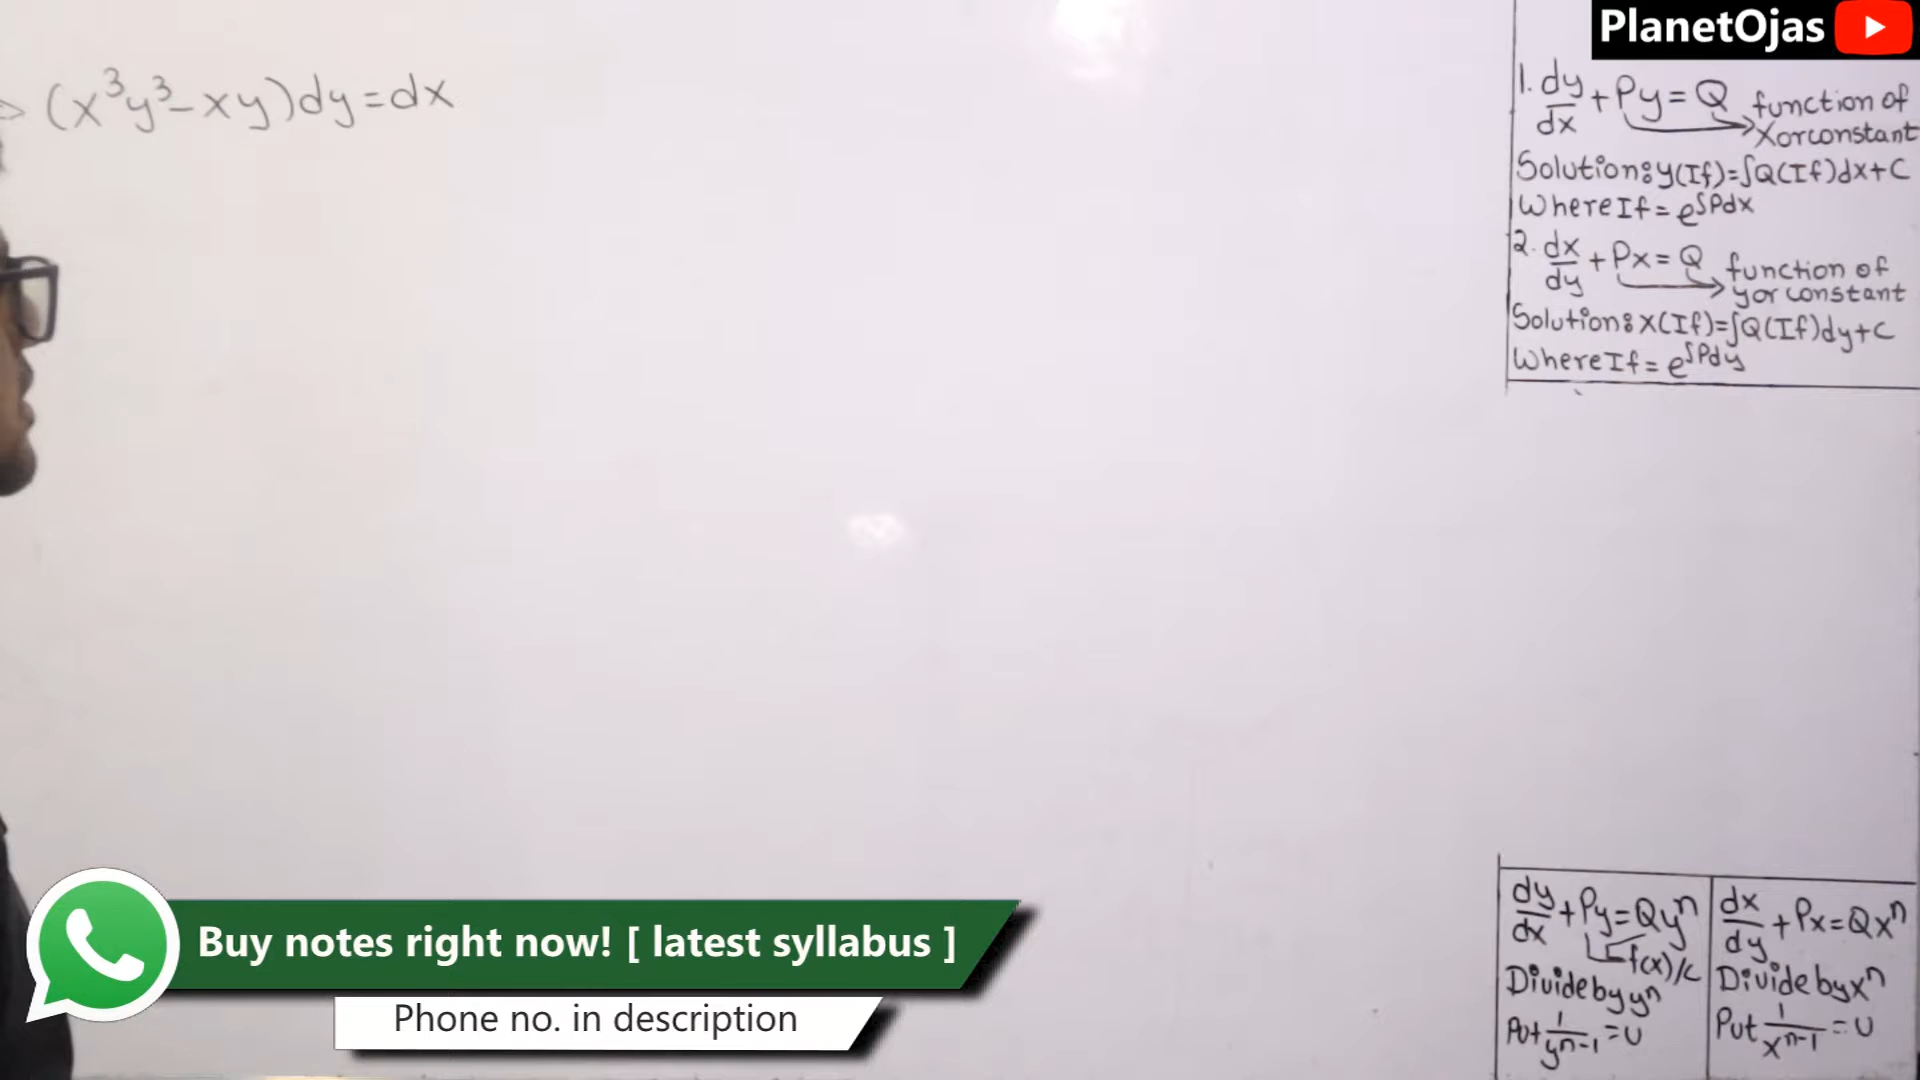 PlanetOjas
=> (x³y³-xy)dy=dx
1. dy/dx + Py = Q function of
x or constant
Solution: y(If)=∫Q(If)dx+C
Where If = e^∫Pdx
2. dx/dy + Px = Q function of
y or constant
Solution: x(If)=∫Q(If)dy+C
Where If = e^∫Pdy
dy/dx + Py = Qyⁿ
f(x)/c
Divide by yⁿ
Put 1/yⁿ⁻¹ = U
dx/dy + Px = Qxⁿ
Divide by xⁿ
Put 1/xⁿ⁻¹ = U
Buy notes right now! [ latest syllabus ]
Phone no. in description